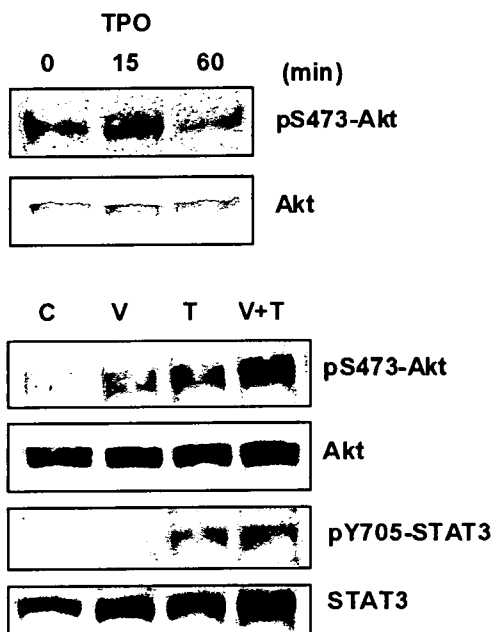 TPO
0 15 60 (min)
pS473-Akt
Akt
C V T V+T
pS473-Akt
Akt
pY705-STAT3
STAT3